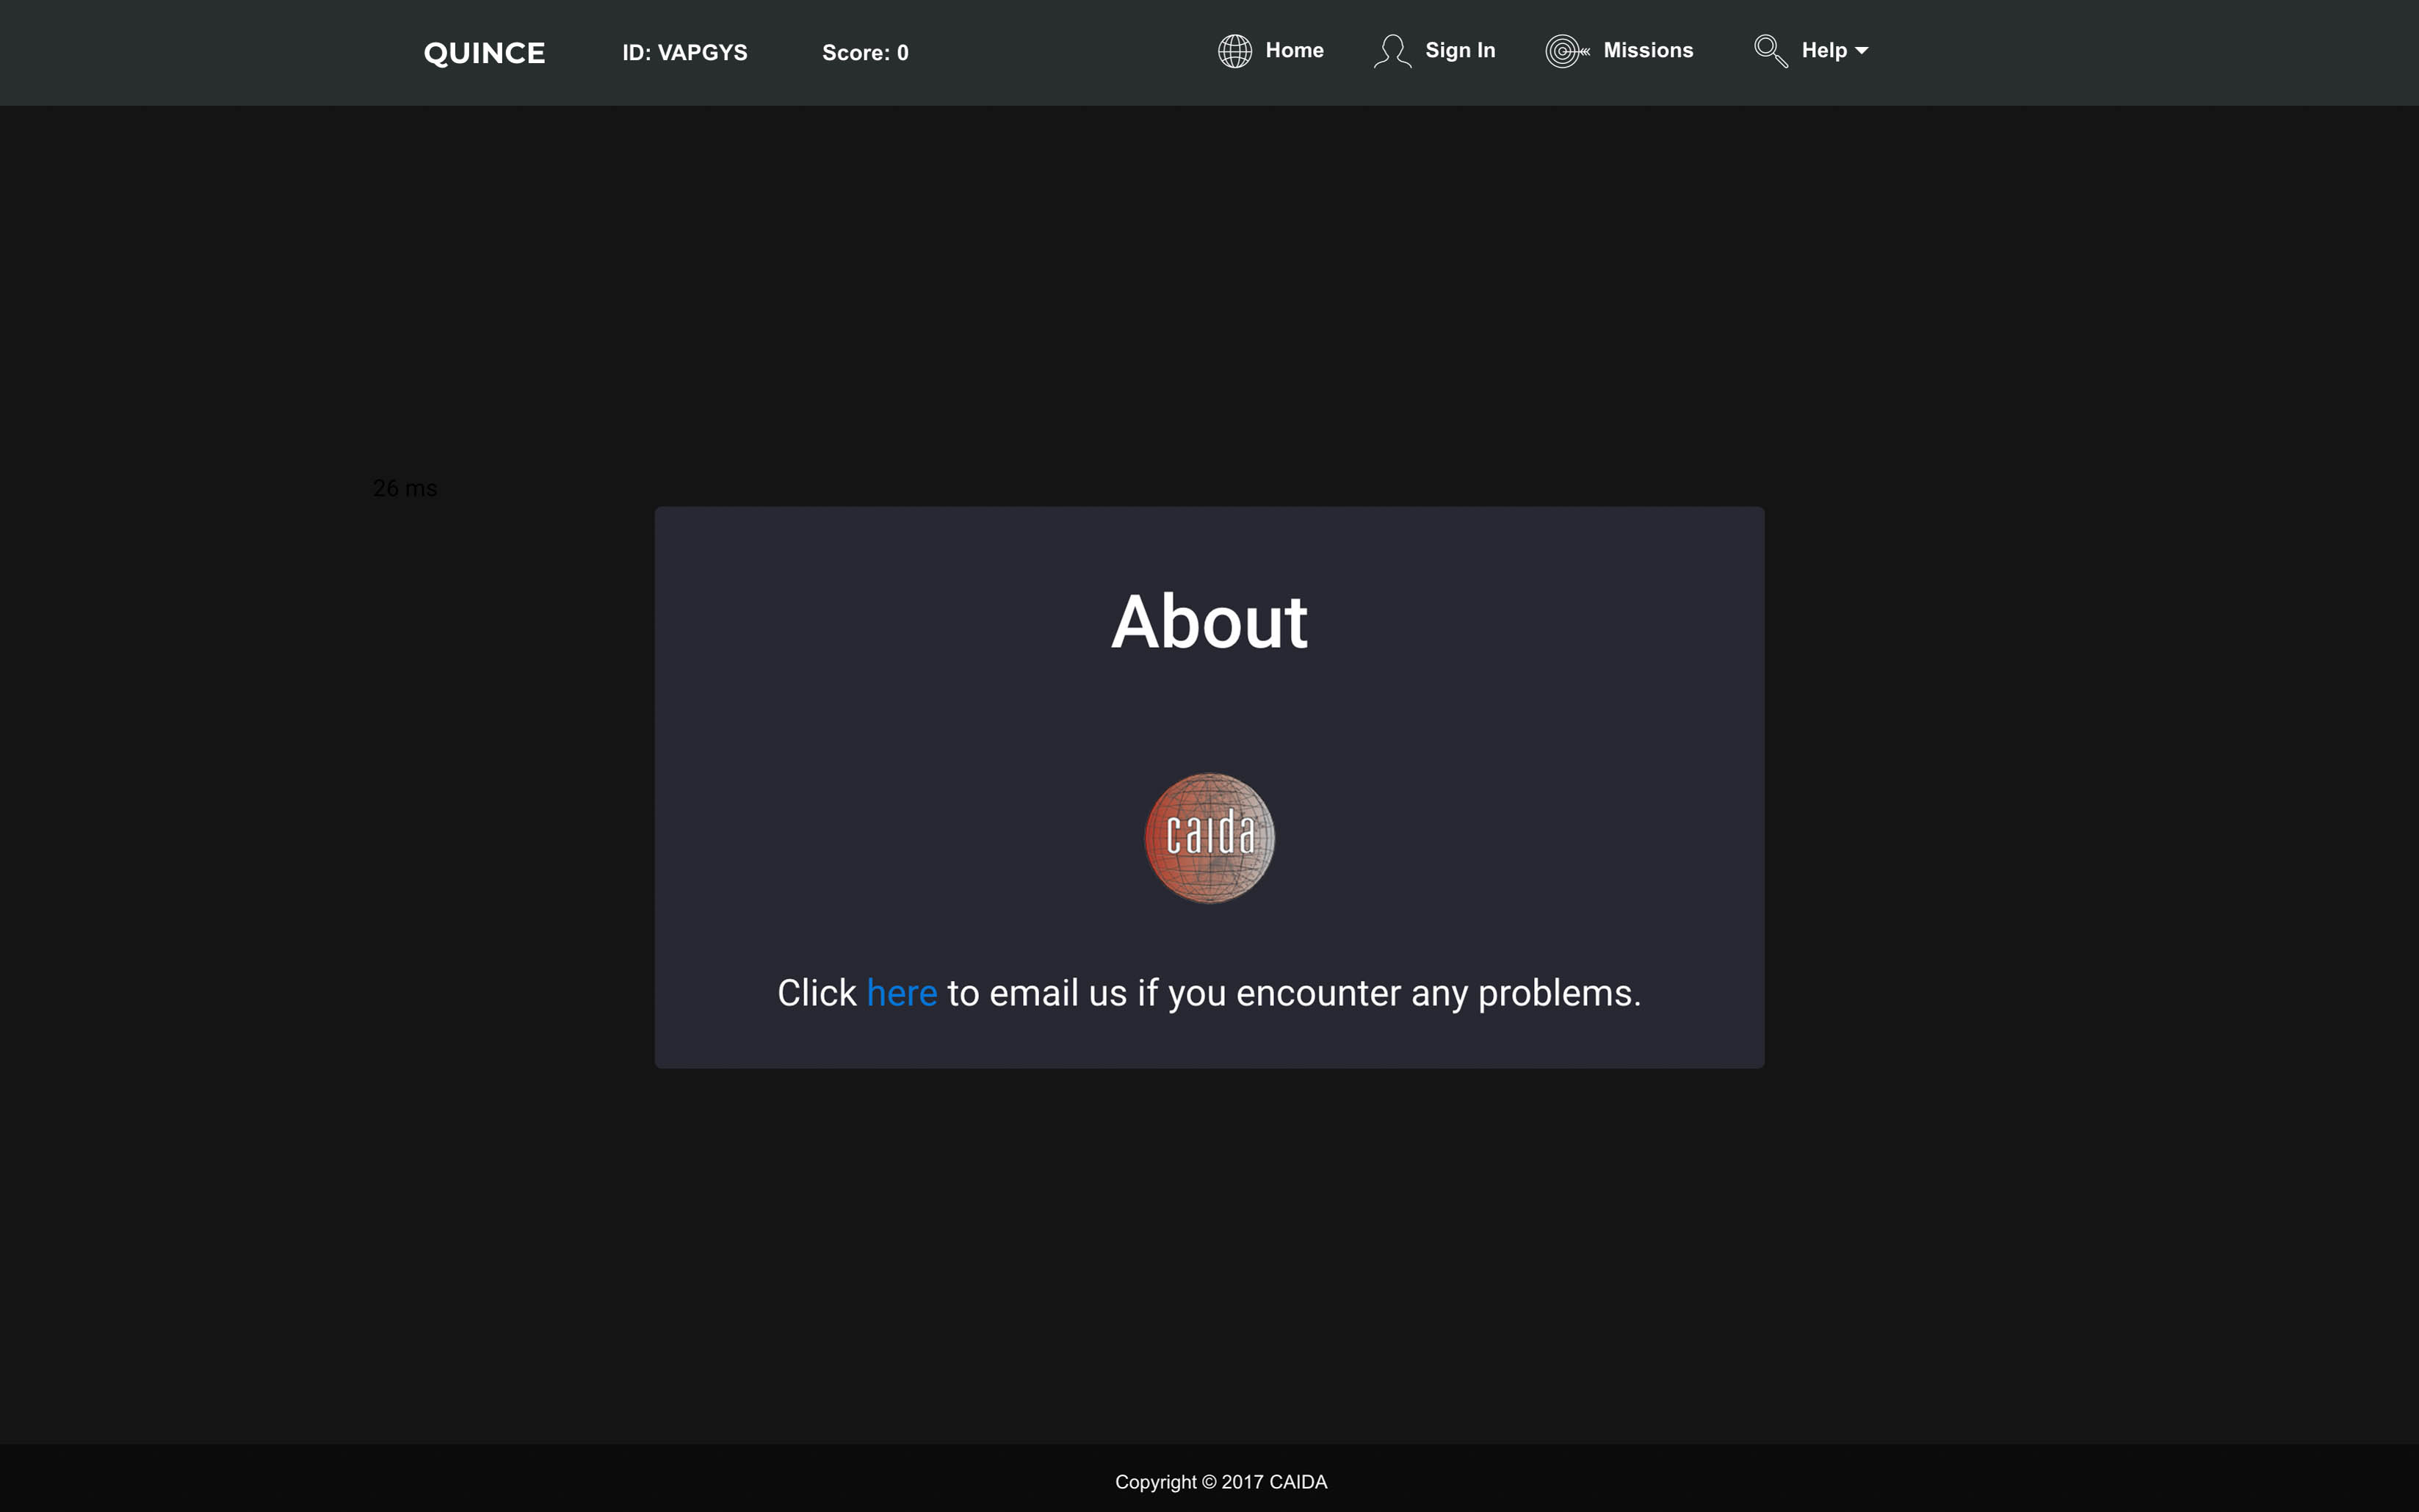 QUINCE ID: VAPGYS Score: 0 Home Sign In Missions Help
26 ms
About
caida
Click here to email us if you encounter any problems.
Copyright © 2017 CAIDA